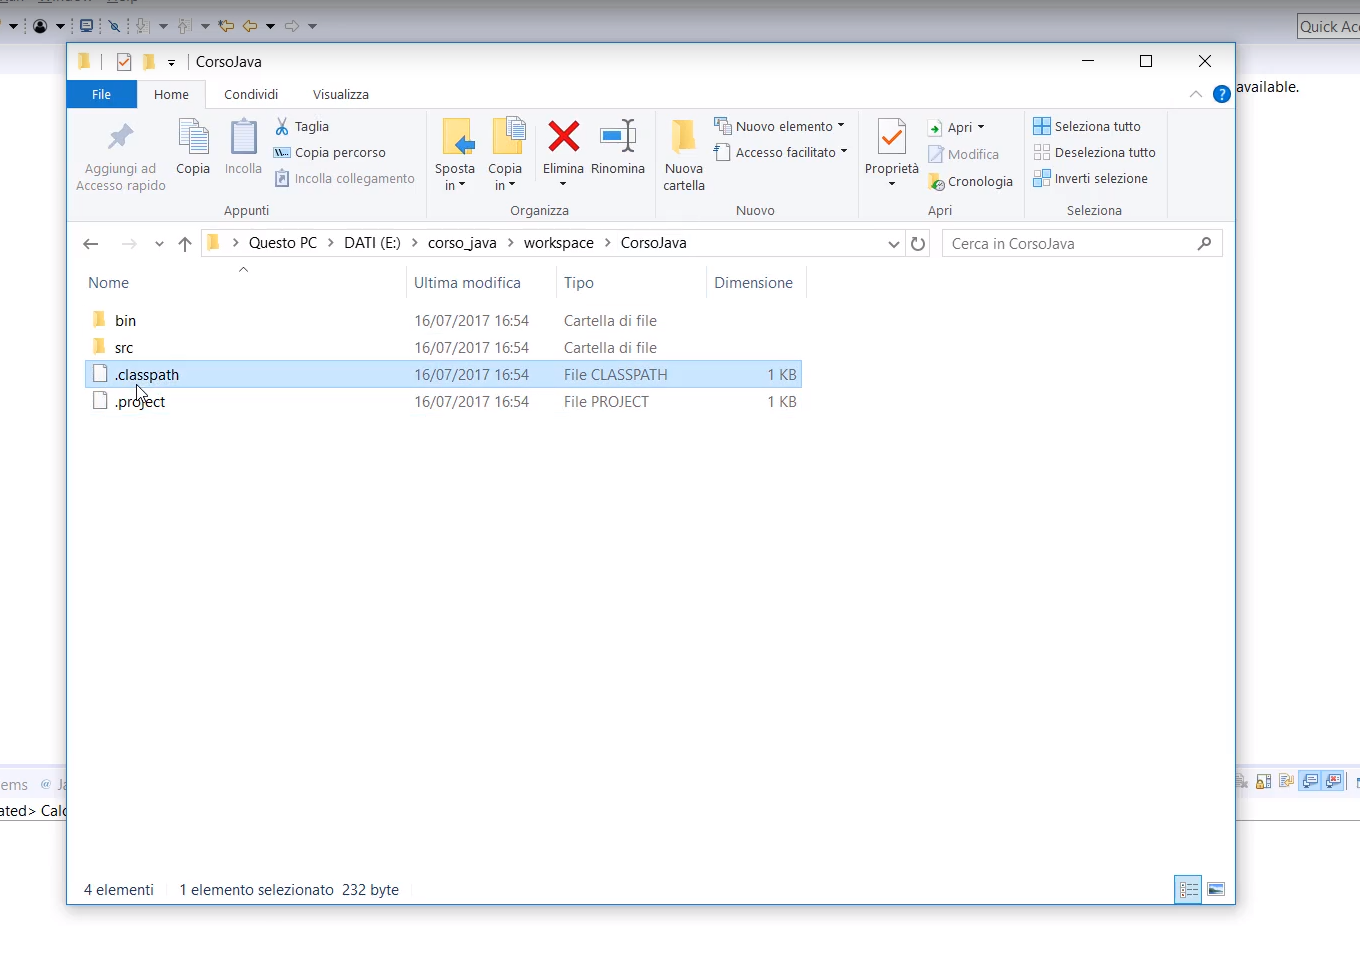 Window Help
Quick Acc
CorsoJava
available.
File Home Condividi Visualizza
Aggiungi ad
Accesso rapido
Copia
Incolla
Taglia
Copia percorso
Incolla collegamento
Appunti
Sposta
in
Copia
in
Elimina
Rinomina
Organizza
Nuova
cartella
Nuovo elemento
Accesso facilitato
Nuovo
Proprietà
Apri
Modifica
Cronologia
Apri
Seleziona tutto
Deseleziona tutto
Inverti selezione
Seleziona
Questo PC > DATI (E:) > corso_java > workspace > CorsoJava
Cerca in CorsoJava
Nome Ultima modifica Tipo Dimensione
bin 16/07/2017 16:54 Cartella di file
src 16/07/2017 16:54 Cartella di file
.classpath 16/07/2017 16:54 File CLASSPATH 1 KB
.project 16/07/2017 16:54 File PROJECT 1 KB
ems @ Ja
ated> Calc
4 elementi 1 elemento selezionato 232 byte